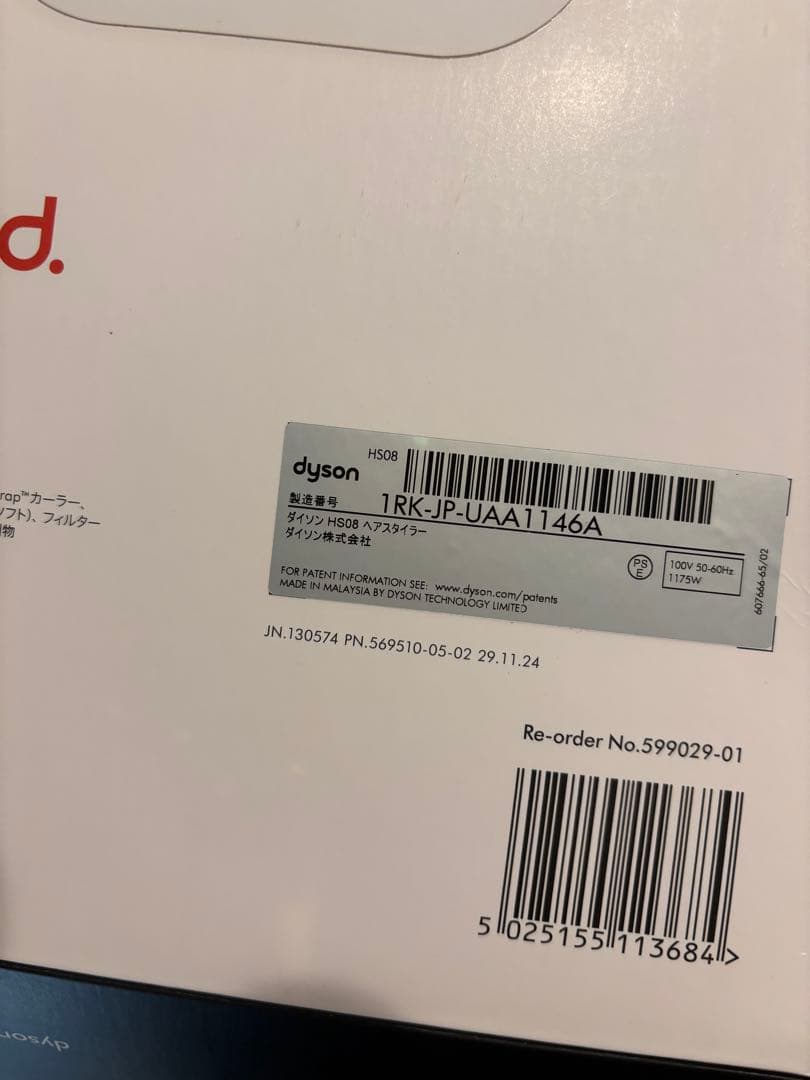 d.
rap™カーラー、
ソフト)、フィルター
物
dyson
HS08
製造番号 1RK-JP-UAA1146A
ダイソン HS08 ヘアスタイラー
ダイソン株式会社
PS
E
100V 50-60Hz
1175W
FOR PATENT INFORMATION SEE: www.dyson.com/patents
MADE IN MALAYSIA BY DYSON TECHNOLOGY LIMITED
607666-65/02
JN.130574 PN.569510-05-02 29.11.24
Re-order No.599029-01
5 025155 113684 >
dyson